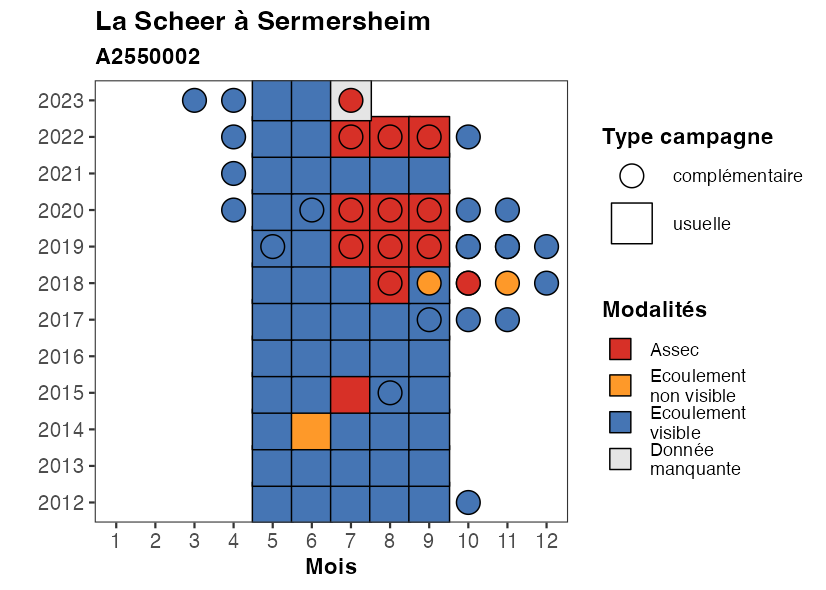 La Scheer à Sermersheim
A2550002
2023
2022
2021
2020
2019
2018
2017
2016
2015
2014
2013
2012
1 2 3 4 5 6 7 8 9 10 11 12
Mois
Type campagne
complémentaire
usuelle
Modalités
Assec
Ecoulement
non visible
Ecoulement
visible
Donnée
manquante